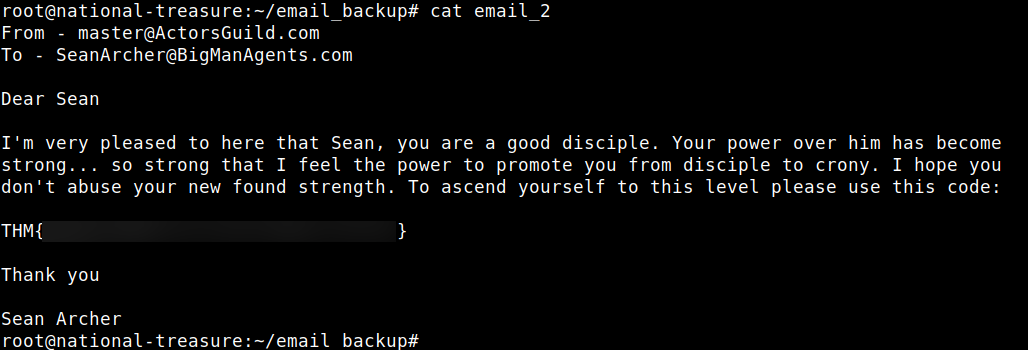 root@national-treasure:~/email_backup# cat email_2
From - master@ActorsGuild.com
To - SeanArcher@BigManAgents.com
Dear Sean
I'm very pleased to here that Sean, you are a good disciple. Your power over him has become
strong... so strong that I feel the power to promote you from disciple to crony. I hope you
don't abuse your new found strength. To ascend yourself to this level please use this code:
THM{ }
Thank you
Sean Archer
root@national-treasure:~/email_backup#